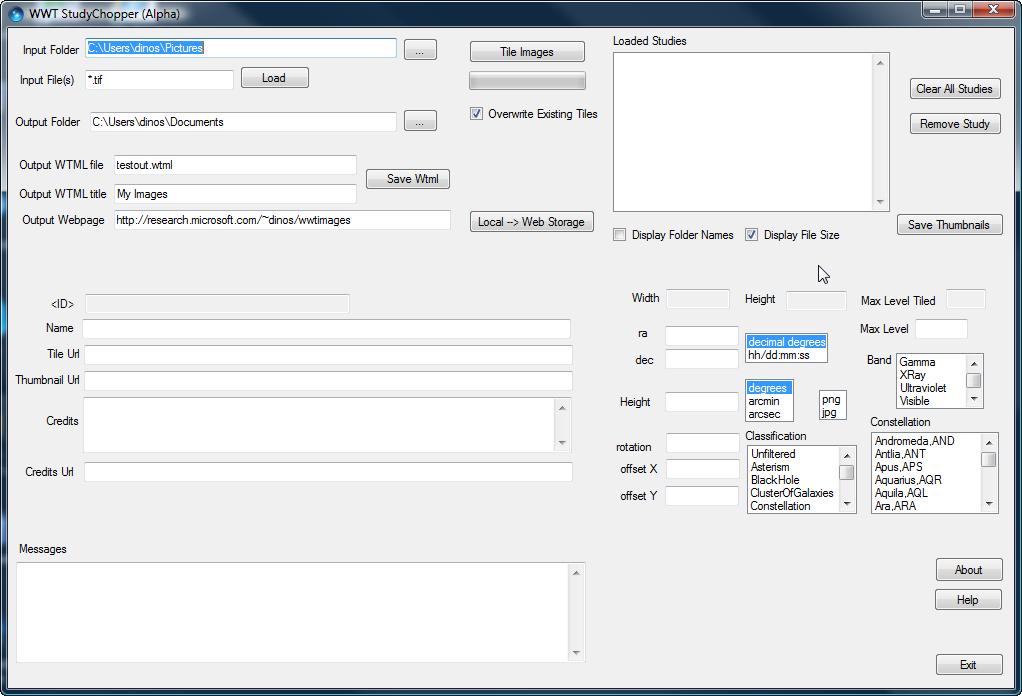 WWT StudyChopper (Alpha)
Input Folder C:\Users\dinos\Pictures ...
Input File(s) *.tif Load
Output Folder C:\Users\dinos\Documents ...
Output WTML file testout.wtml
Save Wtml
Output WTML title My Images
Output Webpage http://research.microsoft.com/~dinos/wwtimages
Tile Images
Overwrite Existing Tiles
Local --> Web Storage
Loaded Studies
Clear All Studies
Remove Study
Save Thumbnails
Display Folder Names Display File Size
<ID>
Name
Tile Url
Thumbnail Url
Credits
Credits Url
Width Height Max Level Tiled
ra
dec
decimal degrees
hh/dd:mm:ss
Max Level
Band
Gamma
XRay
Ultraviolet
Visible
Height
degrees
arcmin
arcsec
png
jpg
rotation
offset X
offset Y
Classification
Unfiltered
Asterism
BlackHole
ClusterOfGalaxies
Constellation
Constellation
Andromeda,AND
Antlia,ANT
Apus,APS
Aquarius,AQR
Aquila,AQL
Ara,ARA
Messages
About
Help
Exit